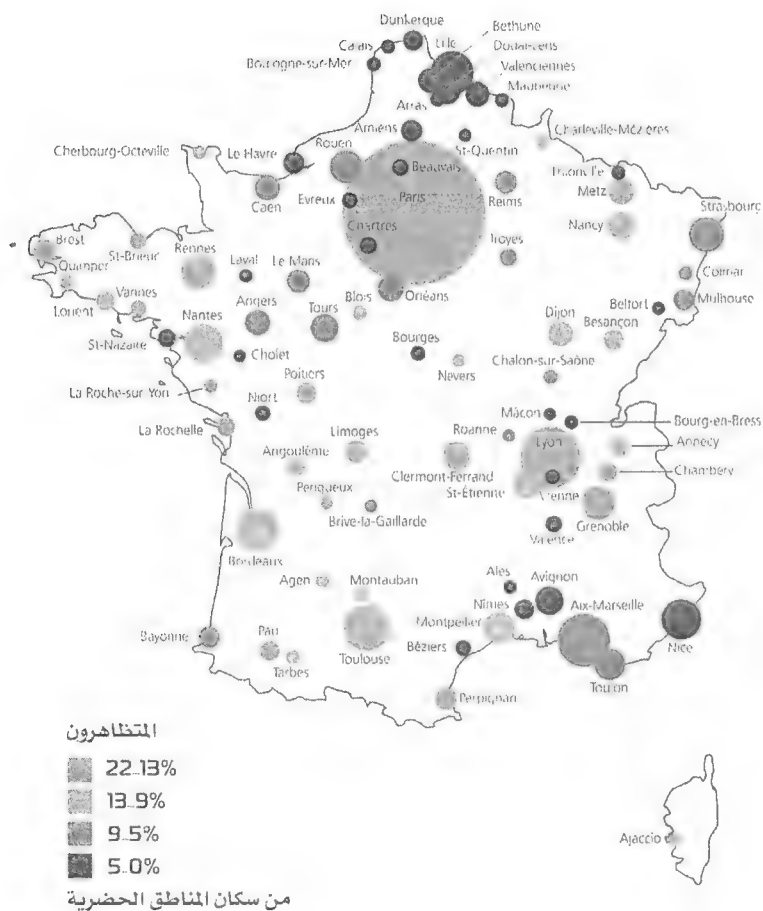 Dunkerque
Bethune
Calais
Lille
Douai-Lens
Boulogne-sur-Mer
Valenciennes
Maubeuge
Arras
Amiens
Charleville-Mézières
Cherbourg-Octeville
Le Havre
Rouen
St-Quentin
Beauvais
Thionville
Metz
Caen
Evreux
Paris
Reims
Strasbourg
Chartres
Nancy
Brest
St-Brieuc
Rennes
Troyes
Quimper
Laval
Le Mans
Colmar
Lorient
Vannes
Angers
Blois
Orléans
Belfort
Mulhouse
Nantes
Tours
Dijon
Besançon
St-Nazaire
Cholet
Bourges
Nevers
Chalon-sur-Saône
La Roche-sur Yon
Niort
Poitiers
Mâcon
Bourg-en-Bress
La Rochelle
Limoges
Roanne
Lyon
Annecy
Angoulême
Clermont-Ferrand
Chambery
St-Étienne
Vienne
Périgueux
Brive-la-Gaillarde
Grenoble
Valence
Bordeaux
Agen
Montauban
Ales
Avignon
Nimes
Aix-Marseille
Montpellier
Bayonne
Pau
Toulouse
Béziers
Nice
Tarbes
Toulon
Perpignan
المتظاهرون
22..13%
13..9%
9..5%
5..0%
Ajaccio
من سكان المناطق الحضرية